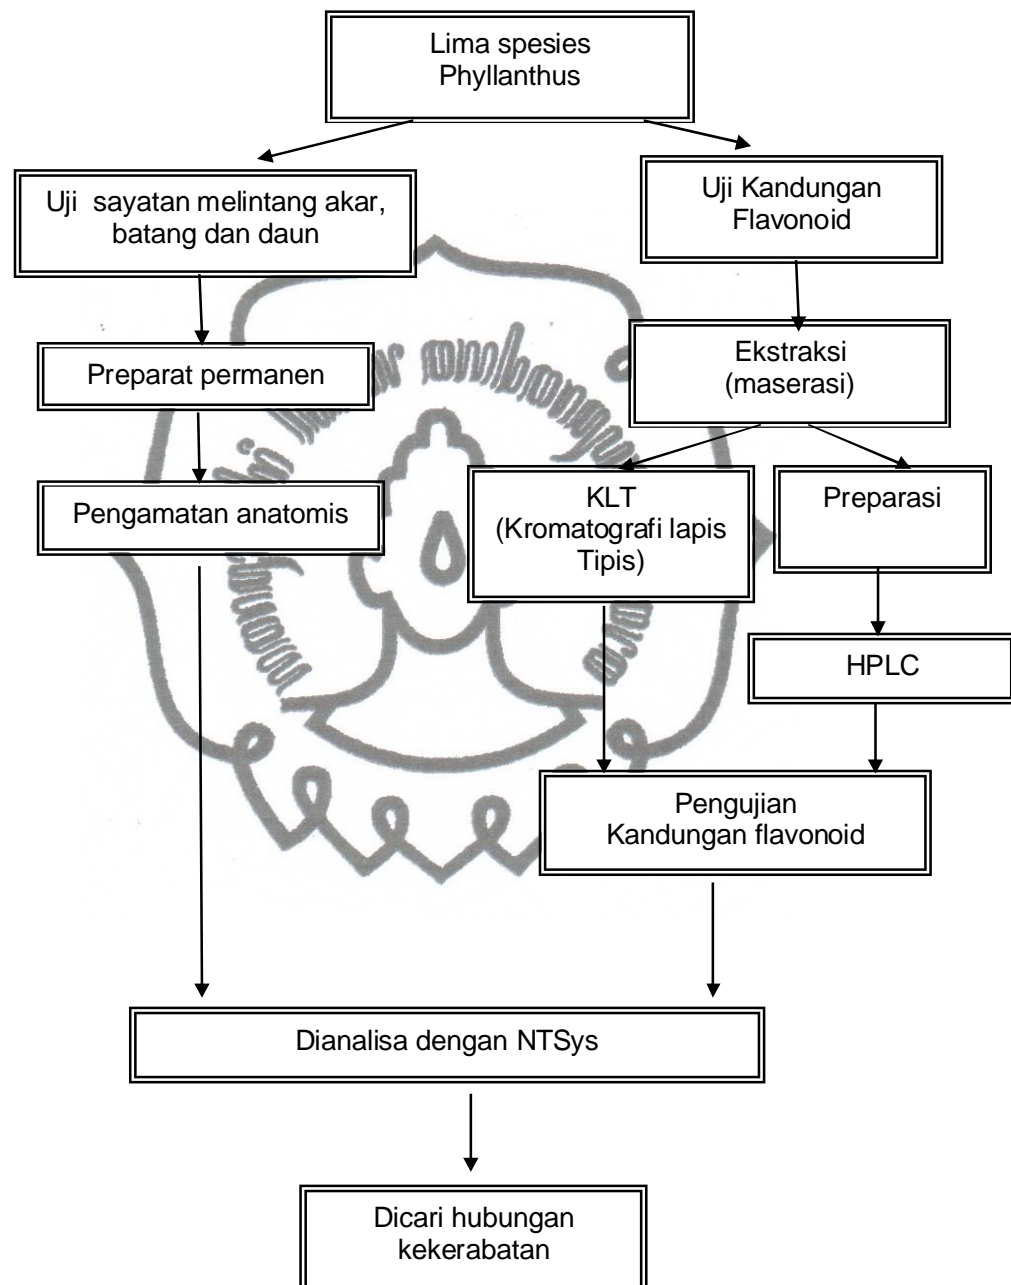 Lima spesies
Phyllanthus
Uji sayatan melintang akar,
batang dan daun
Uji Kandungan
Flavonoid
Preparat permanen
Ekstraksi
(maserasi)
Pengamatan anatomis
KLT
(Kromatografi lapis
Tipis)
Preparasi
HPLC
Pengujian
Kandungan flavonoid
Dianalisa dengan NTSys
Dicari hubungan
kekerabatan